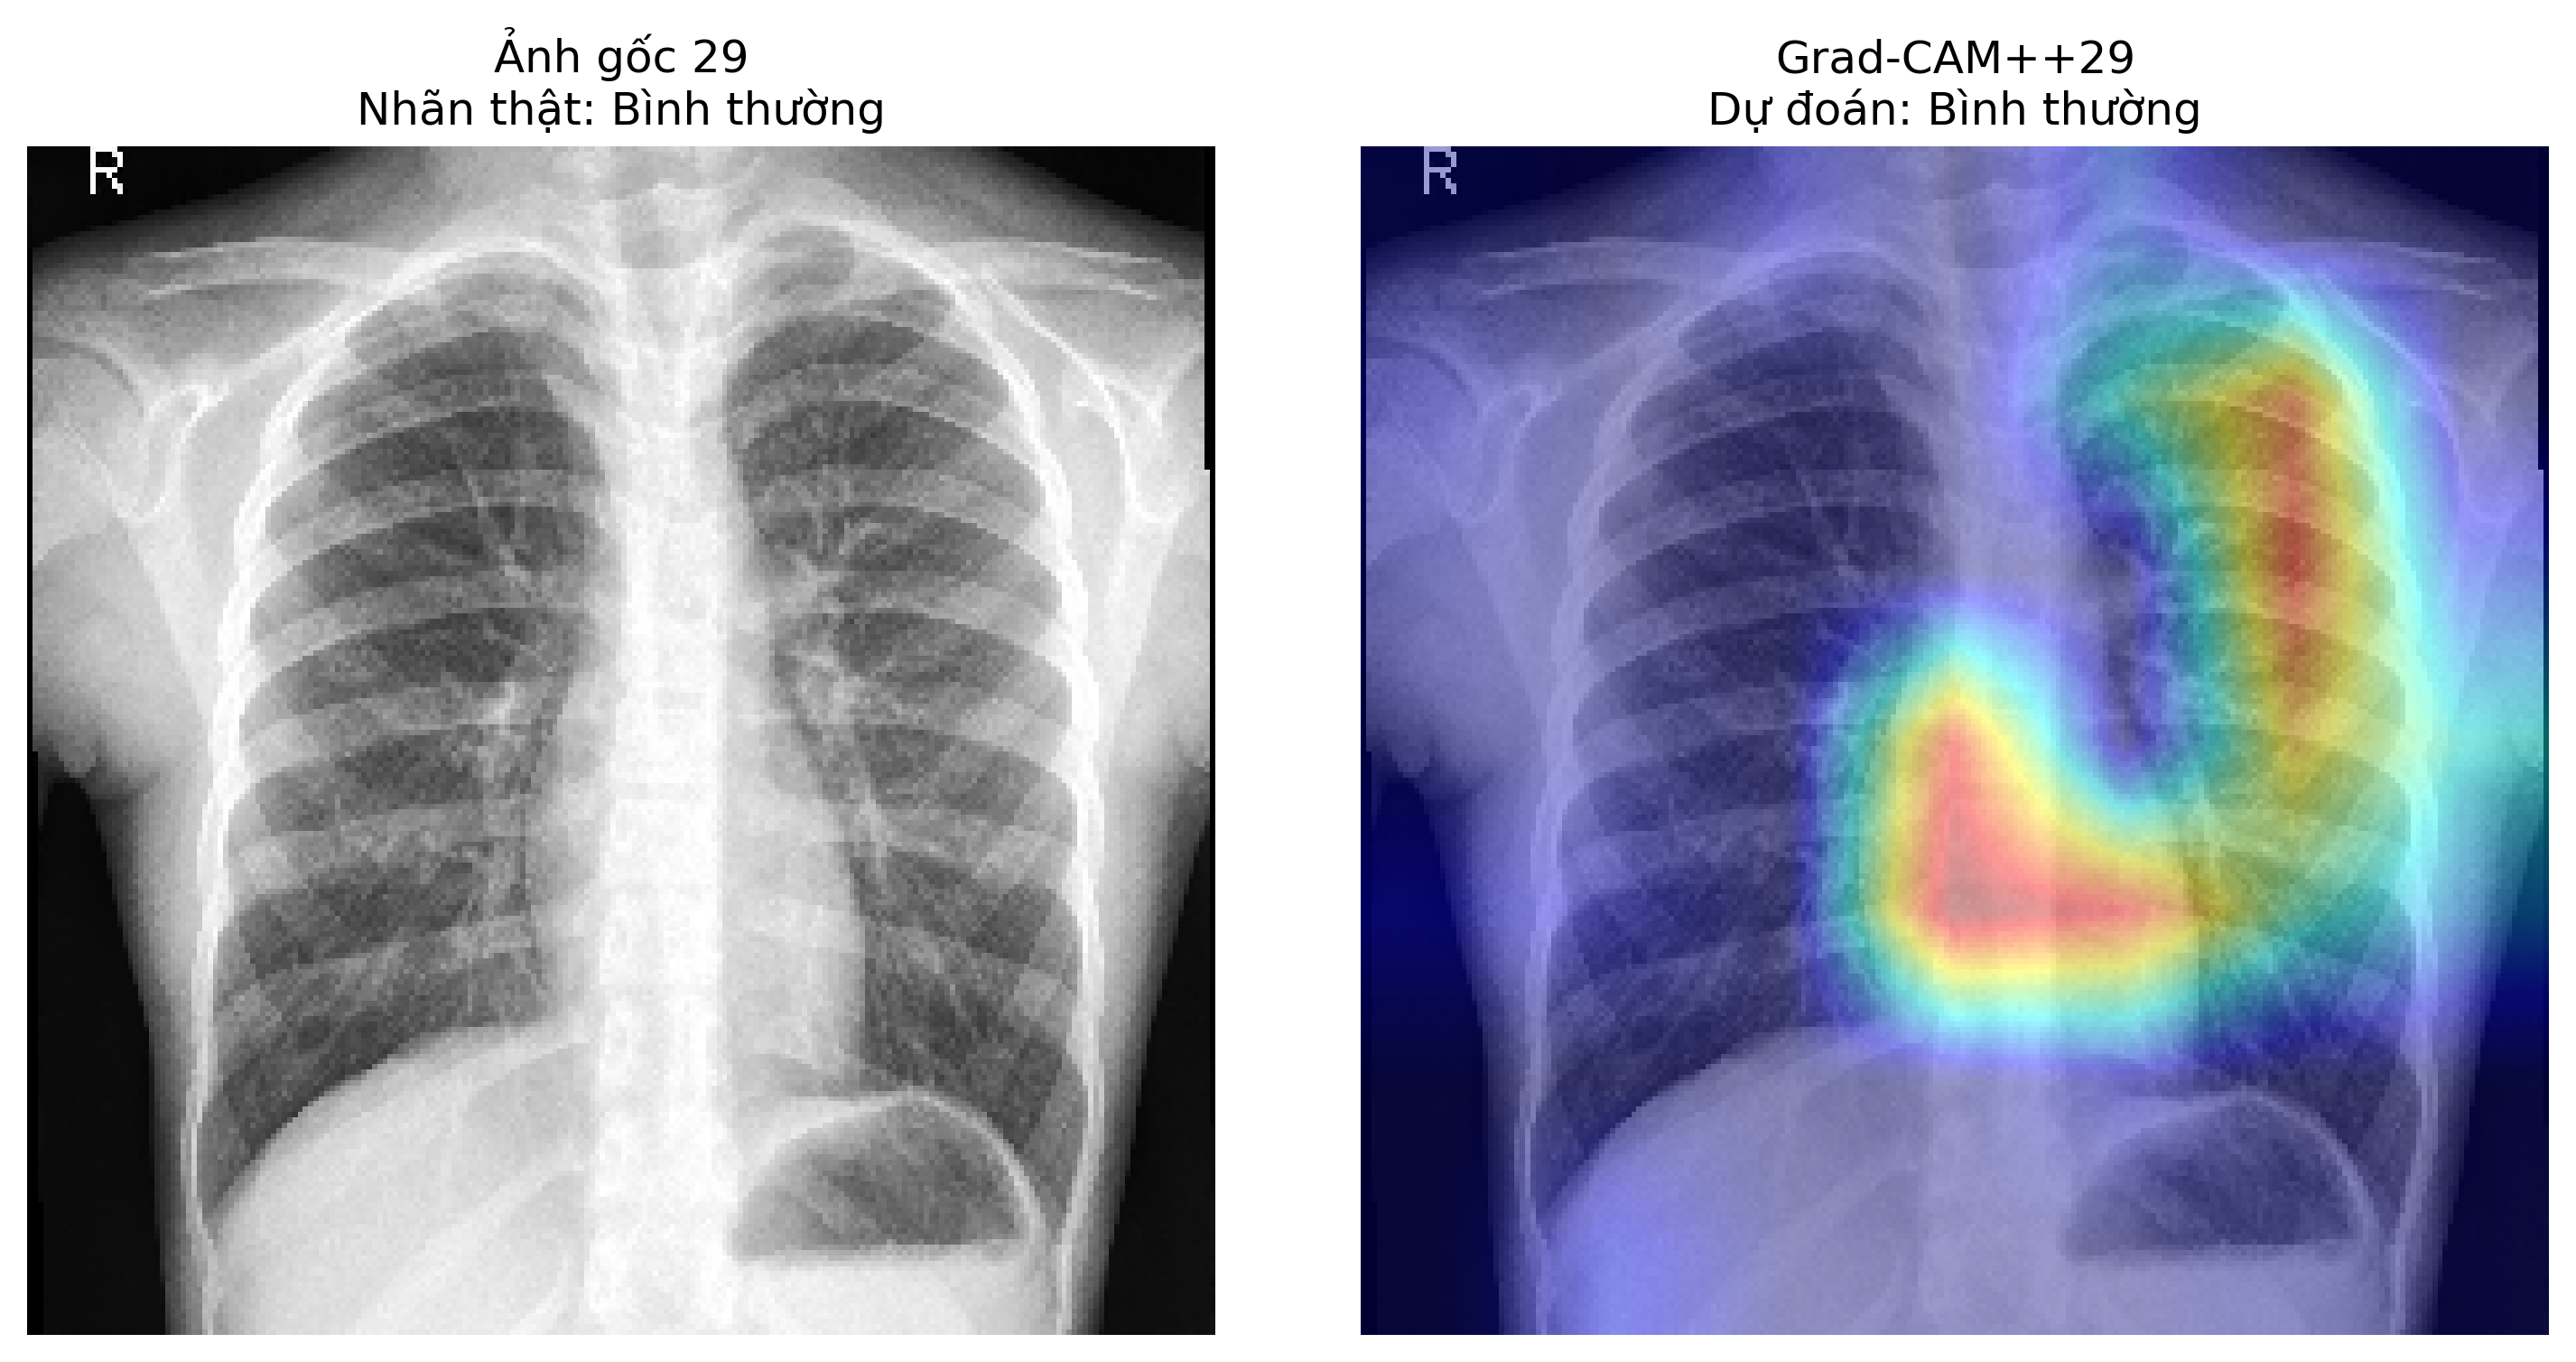 Ảnh gốc 29
Nhãn thật: Bình thường
R
Grad-CAM++29
Dự đoán: Bình thường
R